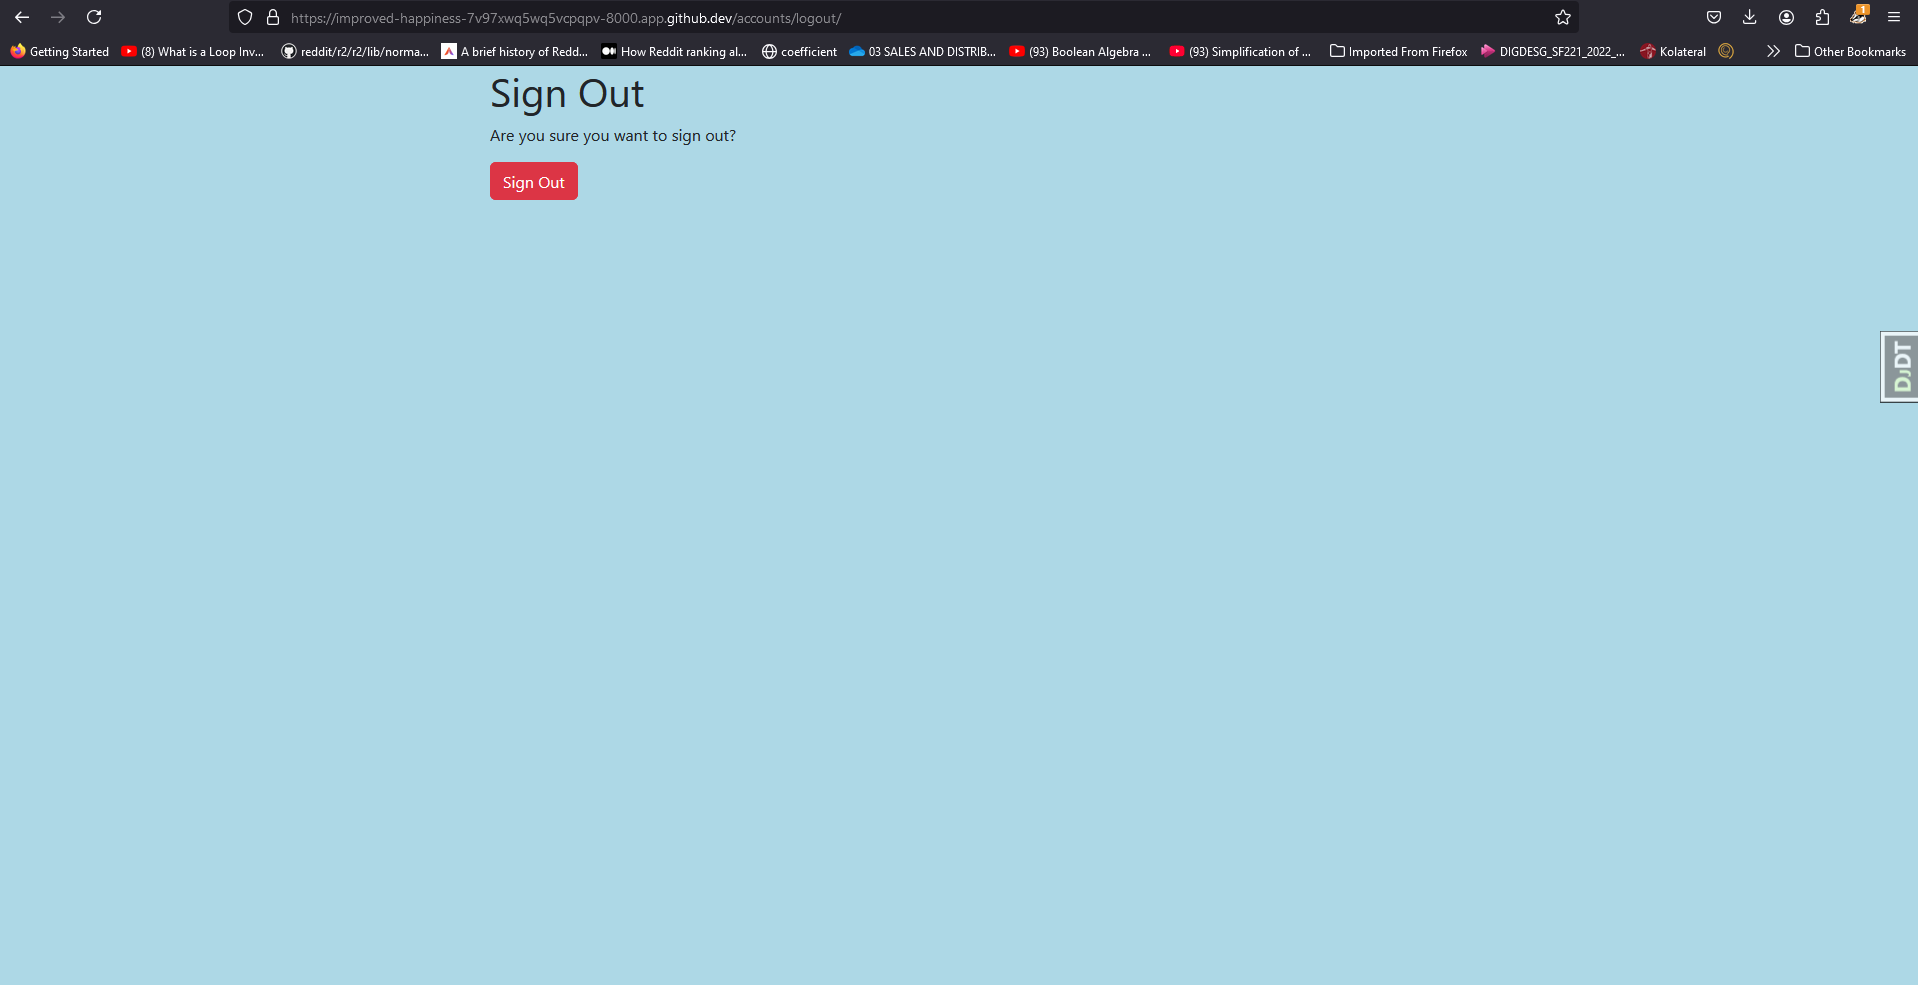 https://improved-happiness-7v97xwq5wq5vcpqpv-8000.app.github.dev/accounts/logout/
1
Getting Started (8) What is a Loop Inv... reddit/r2/r2/lib/norma... A brief history of Redd... How Reddit ranking al... coefficient 03 SALES AND DISTRIB... (93) Boolean Algebra ... (93) Simplification of ... Imported From Firefox DIGDESG_SF221_2022_... Kolateral Other Bookmarks
Sign Out
Are you sure you want to sign out?
Sign Out
DJDT